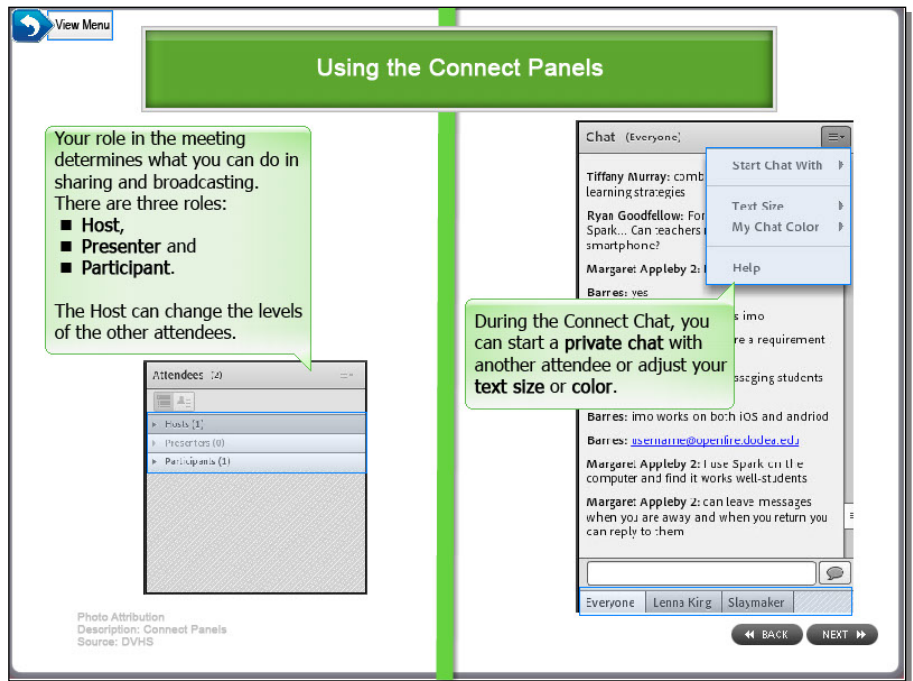 View Menu
Using the Connect Panels
Your role in the meeting
determines what you can do in
sharing and broadcasting.
There are three roles:
■ Host,
■ Presenter and
■ Participant.
The Host can change the levels
of the other attendees.
Attendees (2)
Hosts (1)
Presenters (0)
Participants (1)
Photo Attribution
Description: Connect Panels
Source: DVHS
Chat (Everyone)
Start Chat With
Text Size
My Chat Color
Help
Tiffany Murray: comb
learning strategies
Ryan Goodfellow: For
Spark... Can teachers
smartphone?
Margaret Appleby 2:
Barres: yes
imo
re a requirement
students
During the Connect Chat, you
can start a private chat with
another attendee or adjust your
text size or color.
Barres: imo works on both iOS and andriod
Barres: username@openfire.dodea.edu
Margaret Appleby 2: I use Spark on the
computer and find it works well-students
Margaret Appleby 2: can leave messages
when you are away and when you return you
can reply to them
Everyone Lenna King Slaymaker
BACK NEXT